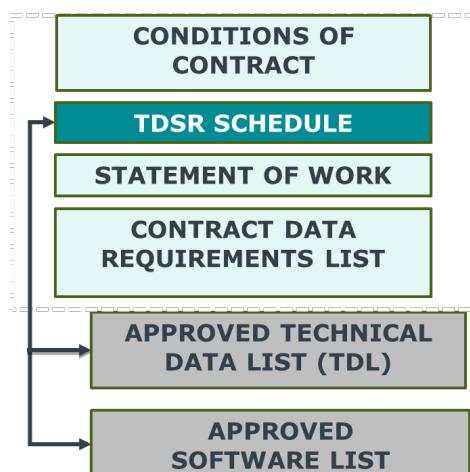 CONDITIONS OF
CONTRACT
TDSR SCHEDULE
STATEMENT OF WORK
CONTRACT DATA
REQUIREMENTS LIST
APPROVED TECHNICAL
DATA LIST (TDL)
APPROVED
SOFTWARE LIST